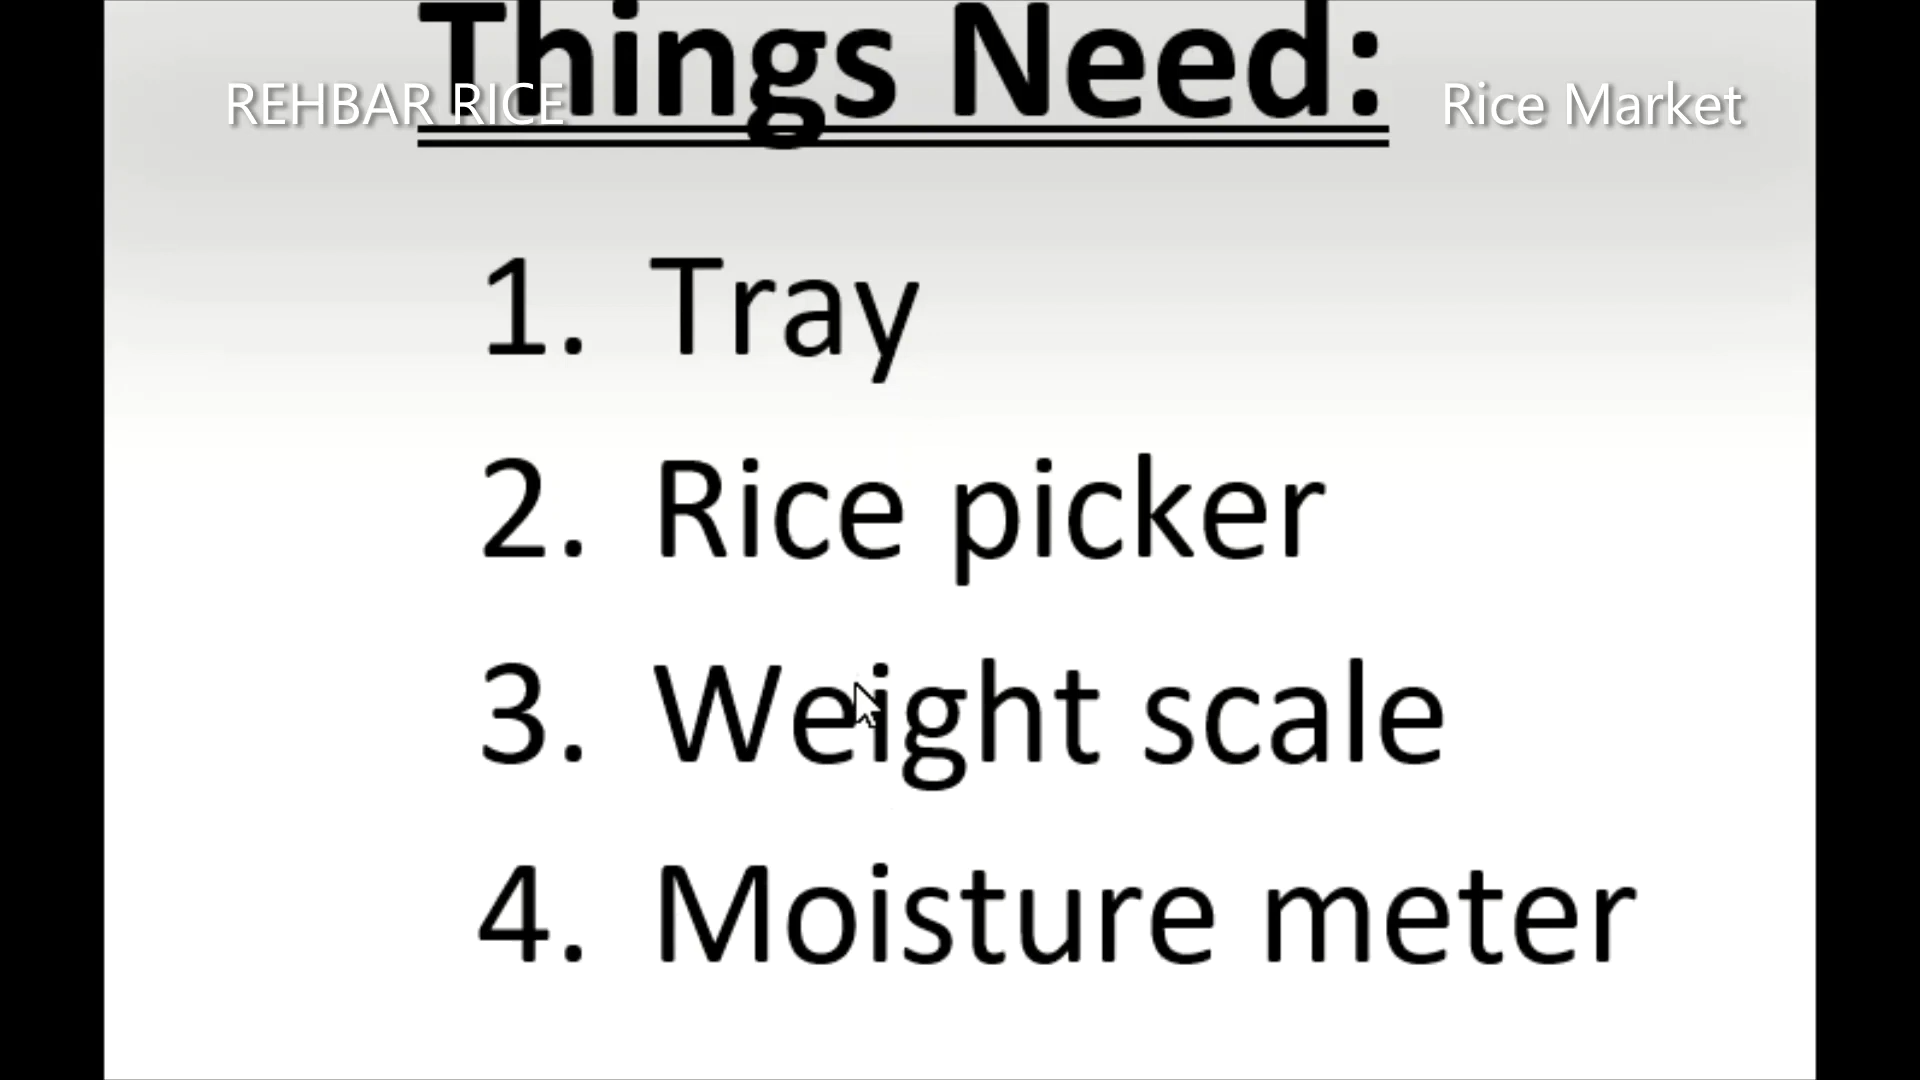 Things Need:
REHBAR RICE
Rice Market
1. Tray
2. Rice picker
3. Weight scale
4. Moisture meter